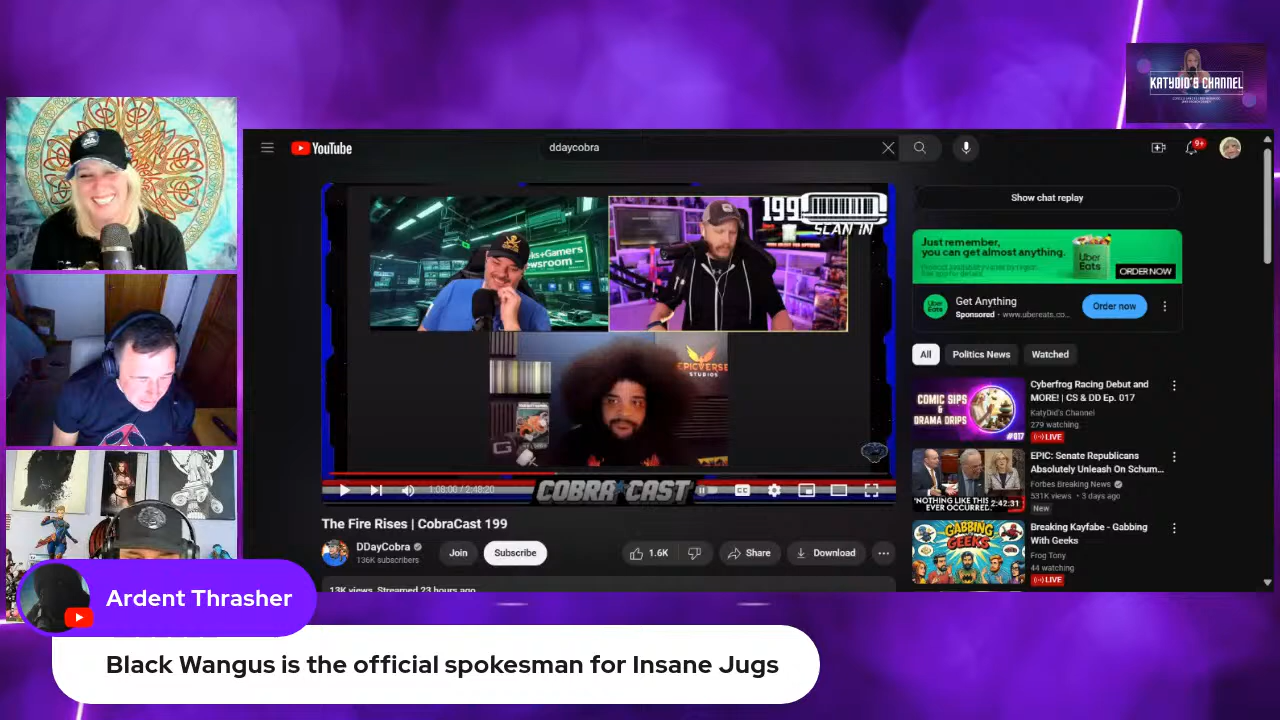 KATYDID'S CHANNEL
YouTube
ddaycobra
9+
199
SCAN IN
Newsroom
EPICVERSE
STUDIOS
1:08:00 / 2:48:20
COBRA CAST
CC
The Fire Rises | CobraCast 199
DDayCobra
136K subscribers
Join
Subscribe
1.6K
Share
Download
13K views Streamed 23 hours ago
Show chat replay
Just remember,
you can get almost anything.
Uber
Eats
ORDER NOW
Uber
Eats
Get Anything
Sponsored · www.ubereats.co...
Order now
All
Politics News
Watched
COMIC SIPS
&
DRAMA DRIPS
#017
Cyberfrog Racing Debut and
MORE! | CS & DD Ep. 017
KatyDid's Channel
279 watching
LIVE
'NOTHING LIKE THIS
EVER OCCURRED'
2:42:31
EPIC: Senate Republicans
Absolutely Unleash On Schum...
Forbes Breaking News
531K views · 3 days ago
New
GABBING
GEEKS
Breaking Kayfabe - Gabbing
With Geeks
Frog Tony
44 watching
LIVE
Ardent Thrasher
Black Wangus is the official spokesman for Insane Jugs